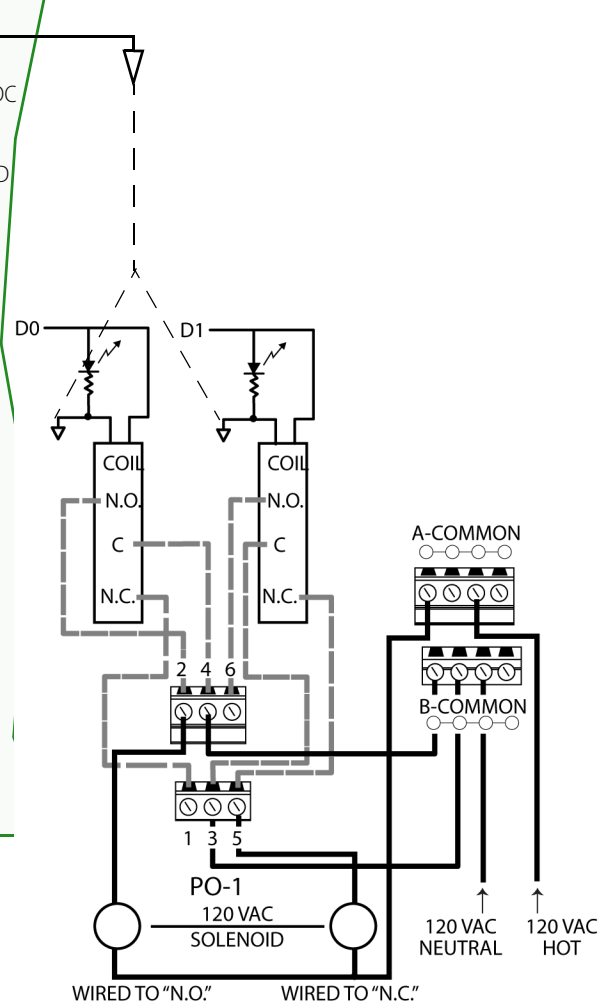 DC
D
D0
D1
COIL
COIL
N.O.
N.O.
C
C
N.C.
N.C.
A-COMMON
2 4 6
B-COMMON
1 3 5
PO-1
120 VAC
SOLENOID
120 VAC
NEUTRAL
120 VAC
HOT
WIRED TO “N.O.”
WIRED TO “N.C.”